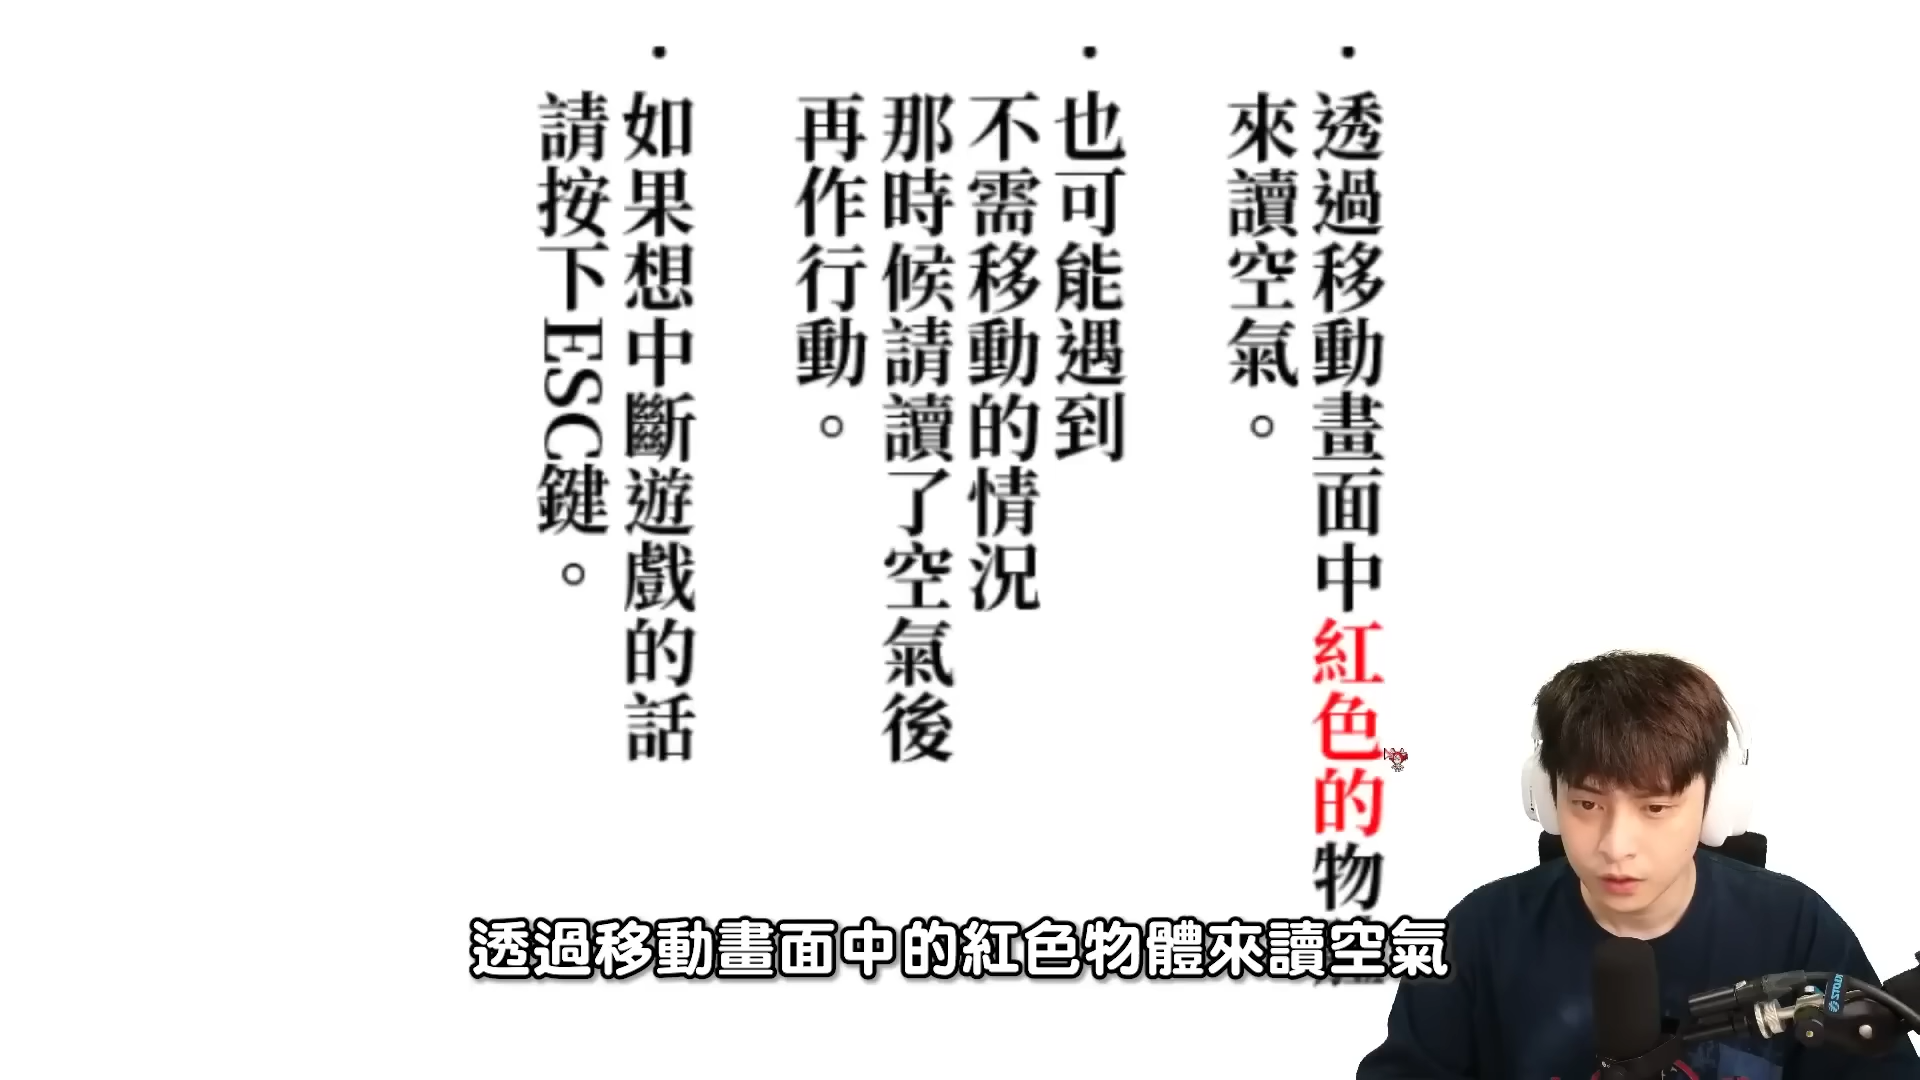 ・透過移動畫面中紅色的物
來讀空氣。
・也可能遇到
不需移動的情況
那時候請讀了空氣後
再作行動。
・如果想中斷遊戲的話
請按下ESC鍵。
透過移動畫面中的紅色物體來讀空氣